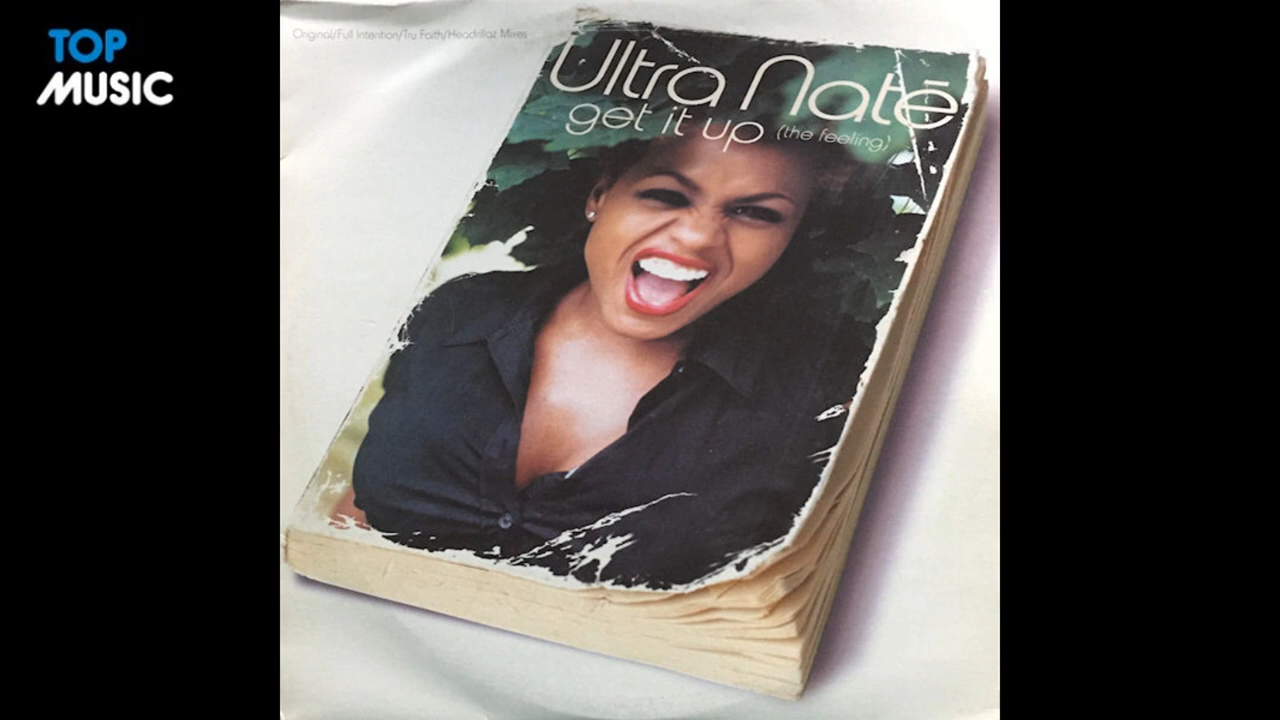 TOP
MUSIC
Original/Full Intention/Tru Faith/Headrillaz Mixes
Ultra Naté
get it up (the feeling)